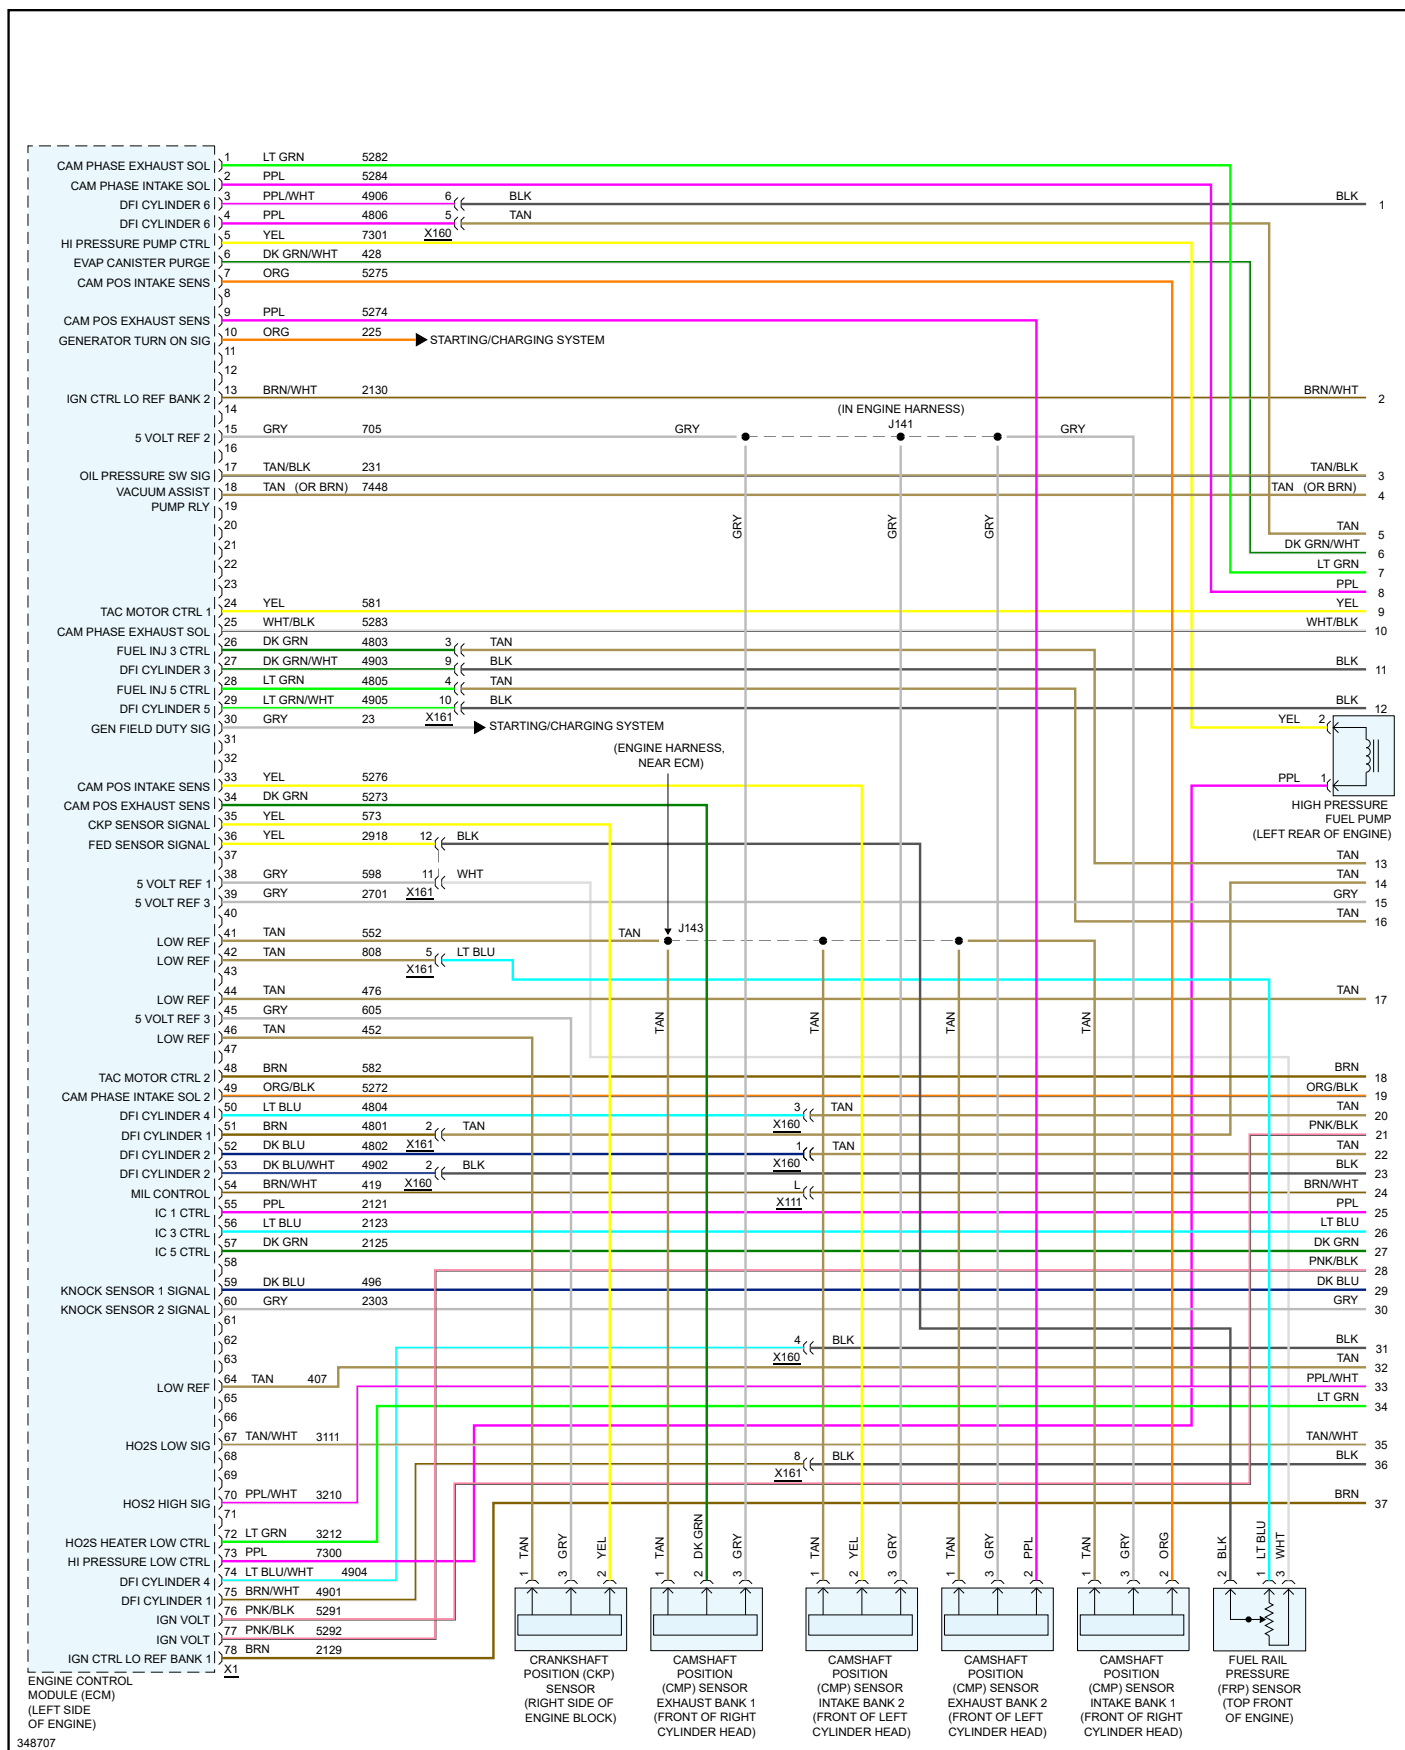 1 LT GRN 5282
CAM PHASE EXHAUST SOL
2 PPL 5284
CAM PHASE INTAKE SOL
3 PPL/WHT 4906 6 BLK BLK 1
DFI CYLINDER 6
4 PPL 4806 5 TAN
DFI CYLINDER 6
5 YEL 7301 X160
HI PRESSURE PUMP CTRL
6 DK GRN/WHT 428
EVAP CANISTER PURGE
7 ORG 5275
CAM POS INTAKE SENS
8
9 PPL 5274
CAM POS EXHAUST SENS
10 ORG 225
GENERATOR TURN ON SIG STARTING/CHARGING SYSTEM
11
12
13 BRN/WHT 2130 BRN/WHT 2
IGN CTRL LO REF BANK 2
14 (IN ENGINE HARNESS)
J141
15 GRY 705 GRY GRY
5 VOLT REF 2
16
17 TAN/BLK 231 TAN/BLK 3
OIL PRESSURE SW SIG
18 TAN (OR BRN) 7448 TAN (OR BRN) 4
VACUUM ASSIST
PUMP RLY 19
20 TAN 5
GRY GRY GRY
21 DK GRN/WHT 6
22 LT GRN 7
23 PPL 8
24 YEL 581 YEL 9
TAC MOTOR CTRL 1
25 WHT/BLK 5283 WHT/BLK 10
CAM PHASE EXHAUST SOL
26 DK GRN 4803 3 TAN
FUEL INJ 3 CTRL
27 DK GRN/WHT 4903 9 BLK BLK 11
DFI CYLINDER 3
28 LT GRN 4805 4 TAN
FUEL INJ 5 CTRL
29 LT GRN/WHT 4905 10 BLK BLK 12
DFI CYLINDER 5
30 GRY 23 X161 YEL 2
GEN FIELD DUTY SIG STARTING/CHARGING SYSTEM
31
32 (ENGINE HARNESS,
NEAR ECM)
33 YEL 5276 PPL 1
CAM POS INTAKE SENS
34 DK GRN 5273
CAM POS EXHAUST SENS
HIGH PRESSURE
FUEL PUMP
(LEFT REAR OF ENGINE)
35 YEL 573
CKP SENSOR SIGNAL
36 YEL 2918 12 BLK
FED SENSOR SIGNAL
37 TAN 13
38 GRY 598 11 WHT TAN 14
5 VOLT REF 1
39 GRY 2701 X161 GRY 15
5 VOLT REF 3
40 TAN 16
41 TAN 552 TAN J143
LOW REF
42 TAN 808 5 LT BLU
LOW REF X161
43
44 TAN 476 TAN 17
LOW REF
45 GRY 605
5 VOLT REF 3
46 TAN 452 TAN TAN TAN TAN
LOW REF
47
48 BRN 582 BRN 18
TAC MOTOR CTRL 2
49 ORG/BLK 5272 ORG/BLK 19
CAM PHASE INTAKE SOL 2
50 LT BLU 4804 3 TAN TAN 20
DFI CYLINDER 4 X160
51 BRN 4801 2 TAN PNK/BLK 21
DFI CYLINDER 1 X161
52 DK BLU 4802 1 TAN TAN 22
DFI CYLINDER 2 X160
53 DK BLU/WHT 4902 2 BLK BLK 23
DFI CYLINDER 2 X160
54 BRN/WHT 419 L BRN/WHT 24
MIL CONTROL X111
55 PPL 2121 PPL 25
IC 1 CTRL
56 LT BLU 2123 LT BLU 26
IC 3 CTRL
57 DK GRN 2125 DK GRN 27
IC 5 CTRL
58 PNK/BLK 28
59 DK BLU 496 DK BLU 29
KNOCK SENSOR 1 SIGNAL
60 GRY 2303 GRY 30
KNOCK SENSOR 2 SIGNAL
61
62 4 BLK BLK 31
X160
63 TAN 32
64 TAN 407 PPL/WHT 33
LOW REF
65 LT GRN 34
66
67 TAN/WHT 3111 TAN/WHT 35
HO2S LOW SIG
68 8 BLK BLK 36
X161
69
70 PPL/WHT 3210 BRN 37
HOS2 HIGH SIG
71
72 LT GRN 3212
HO2S HEATER LOW CTRL
73 PPL 7300
HI PRESSURE LOW CTRL
74 LT BLU/WHT 4904
DFI CYLINDER 4
75 BRN/WHT 4901
DFI CYLINDER 1
76 PNK/BLK 5291
IGN VOLT
77 PNK/BLK 5292
IGN VOLT
78 BRN 2129
IGN CTRL LO REF BANK 1
X1
TAN GRY YEL TAN DK GRN GRY TAN YEL GRY TAN GRY PPL TAN GRY ORG BLK LT BLU WHT
1 3 2 1 2 3 1 2 3 1 3 2 1 3 2 2 1 3
ENGINE CONTROL
MODULE (ECM)
(LEFT SIDE
OF ENGINE)
CRANKSHAFT
POSITION (CKP)
SENSOR
(RIGHT SIDE OF
ENGINE BLOCK)
CAMSHAFT
POSITION
(CMP) SENSOR
EXHAUST BANK 1
(FRONT OF RIGHT
CYLINDER HEAD)
CAMSHAFT
POSITION
(CMP) SENSOR
INTAKE BANK 2
(FRONT OF LEFT
CYLINDER HEAD)
CAMSHAFT
POSITION
(CMP) SENSOR
EXHAUST BANK 2
(FRONT OF LEFT
CYLINDER HEAD)
CAMSHAFT
POSITION
(CMP) SENSOR
INTAKE BANK 1
(FRONT OF RIGHT
CYLINDER HEAD)
FUEL RAIL
PRESSURE
(FRP) SENSOR
(TOP FRONT
OF ENGINE)
348707